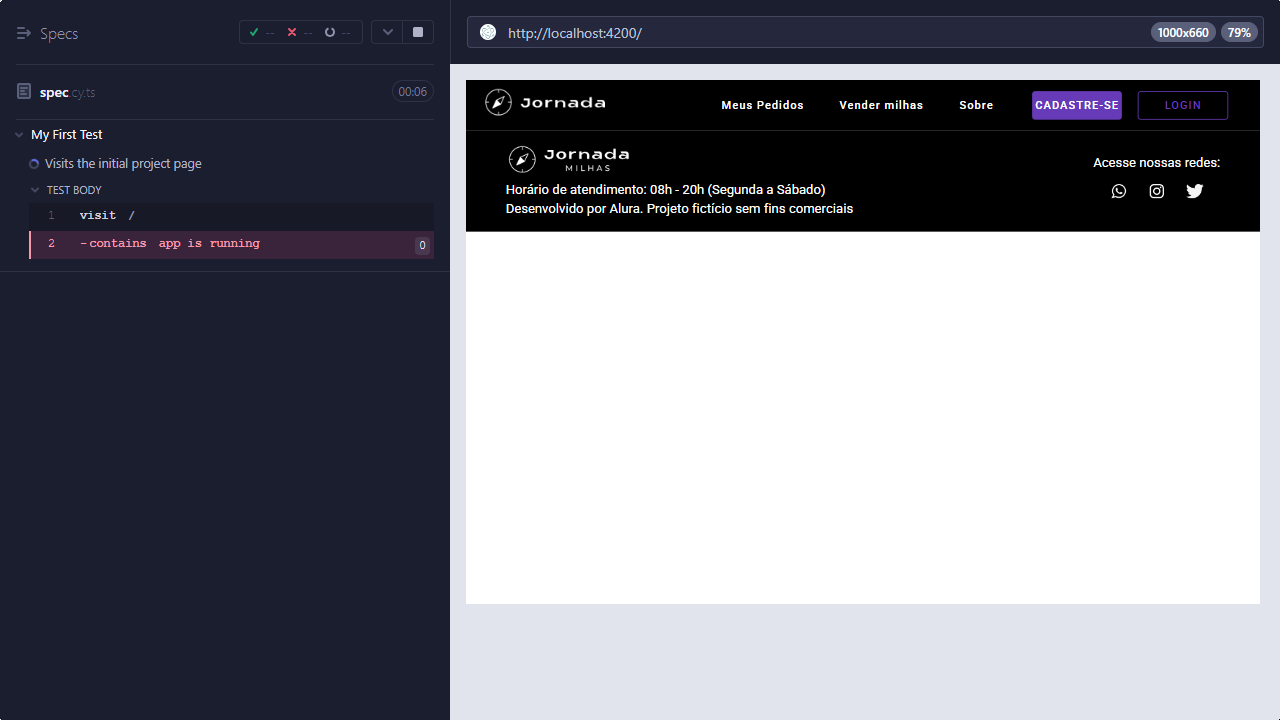 Specs
-- -- --
spec.cy.ts
00:06
My First Test
Visits the initial project page
TEST BODY
1 visit /
2 -contains app is running 0
http://localhost:4200/
1000x660 79%
Jornada
Meus Pedidos Vender milhas Sobre CADASTRE-SE LOGIN
Jornada
MILHAS
Acesse nossas redes:
Horário de atendimento: 08h - 20h (Segunda a Sábado)
Desenvolvido por Alura. Projeto fictício sem fins comerciais